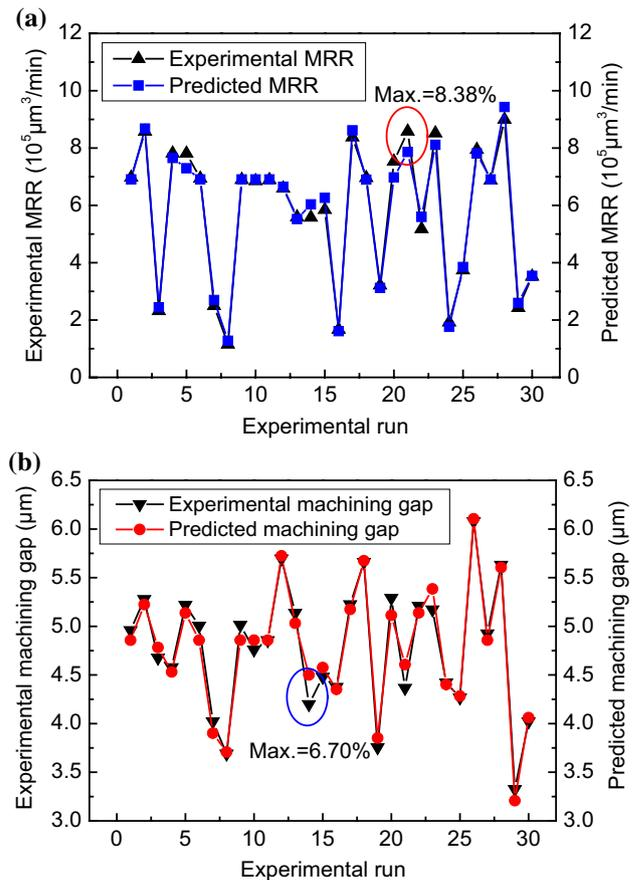 (a)
12
10
8
6
4
2
0
Experimental MRR (10⁵μm³/min)
Experimental MRR
Predicted MRR
Max.=8.38%
12
10
8
6
4
2
0
Predicted MRR (10⁵μm³/min)
0 5 10 15 20 25 30
Experimental run
(b)
6.5
6.0
5.5
5.0
4.5
4.0
3.5
3.0
Experimental machining gap (μm)
Experimental machining gap
Predicted machining gap
Max.=6.70%
6.5
6.0
5.5
5.0
4.5
4.0
3.5
3.0
Predicted machining gap (μm)
0 5 10 15 20 25 30
Experimental run